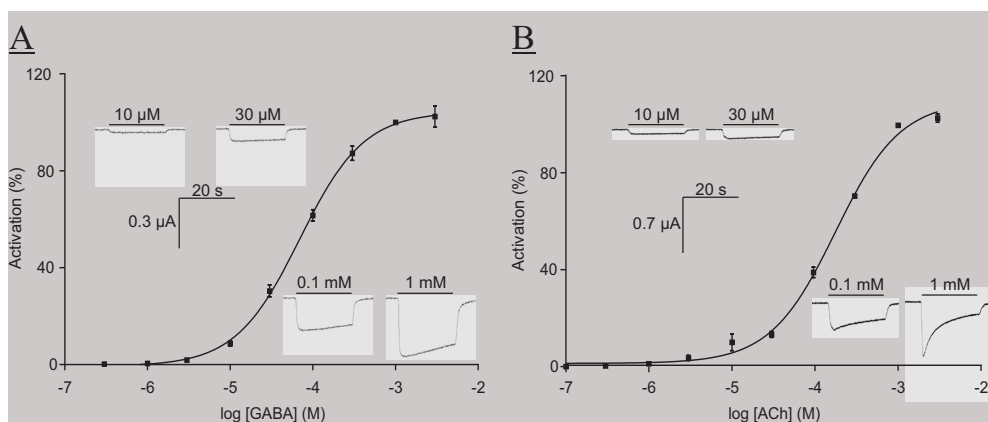 A
120
80
40
0
Activation (%)
10 µM
30 µM
20 s
0.3 µA
0.1 mM
1 mM
-7 -6 -5 -4 -3 -2
log [GABA] (M)
B
120
80
40
0
Activation (%)
10 µM
30 µM
20 s
0.7 µA
0.1 mM
1 mM
-7 -6 -5 -4 -3 -2
log [ACh] (M)